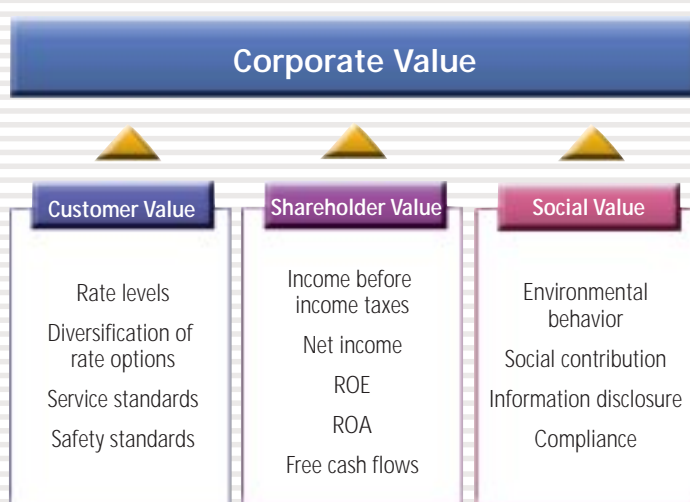 Corporate Value
Customer Value
Rate levels
Diversification of
rate options
Service standards
Safety standards
Shareholder Value
Income before
income taxes
Net income
ROE
ROA
Free cash flows
Social Value
Environmental
behavior
Social contribution
Information disclosure
Compliance